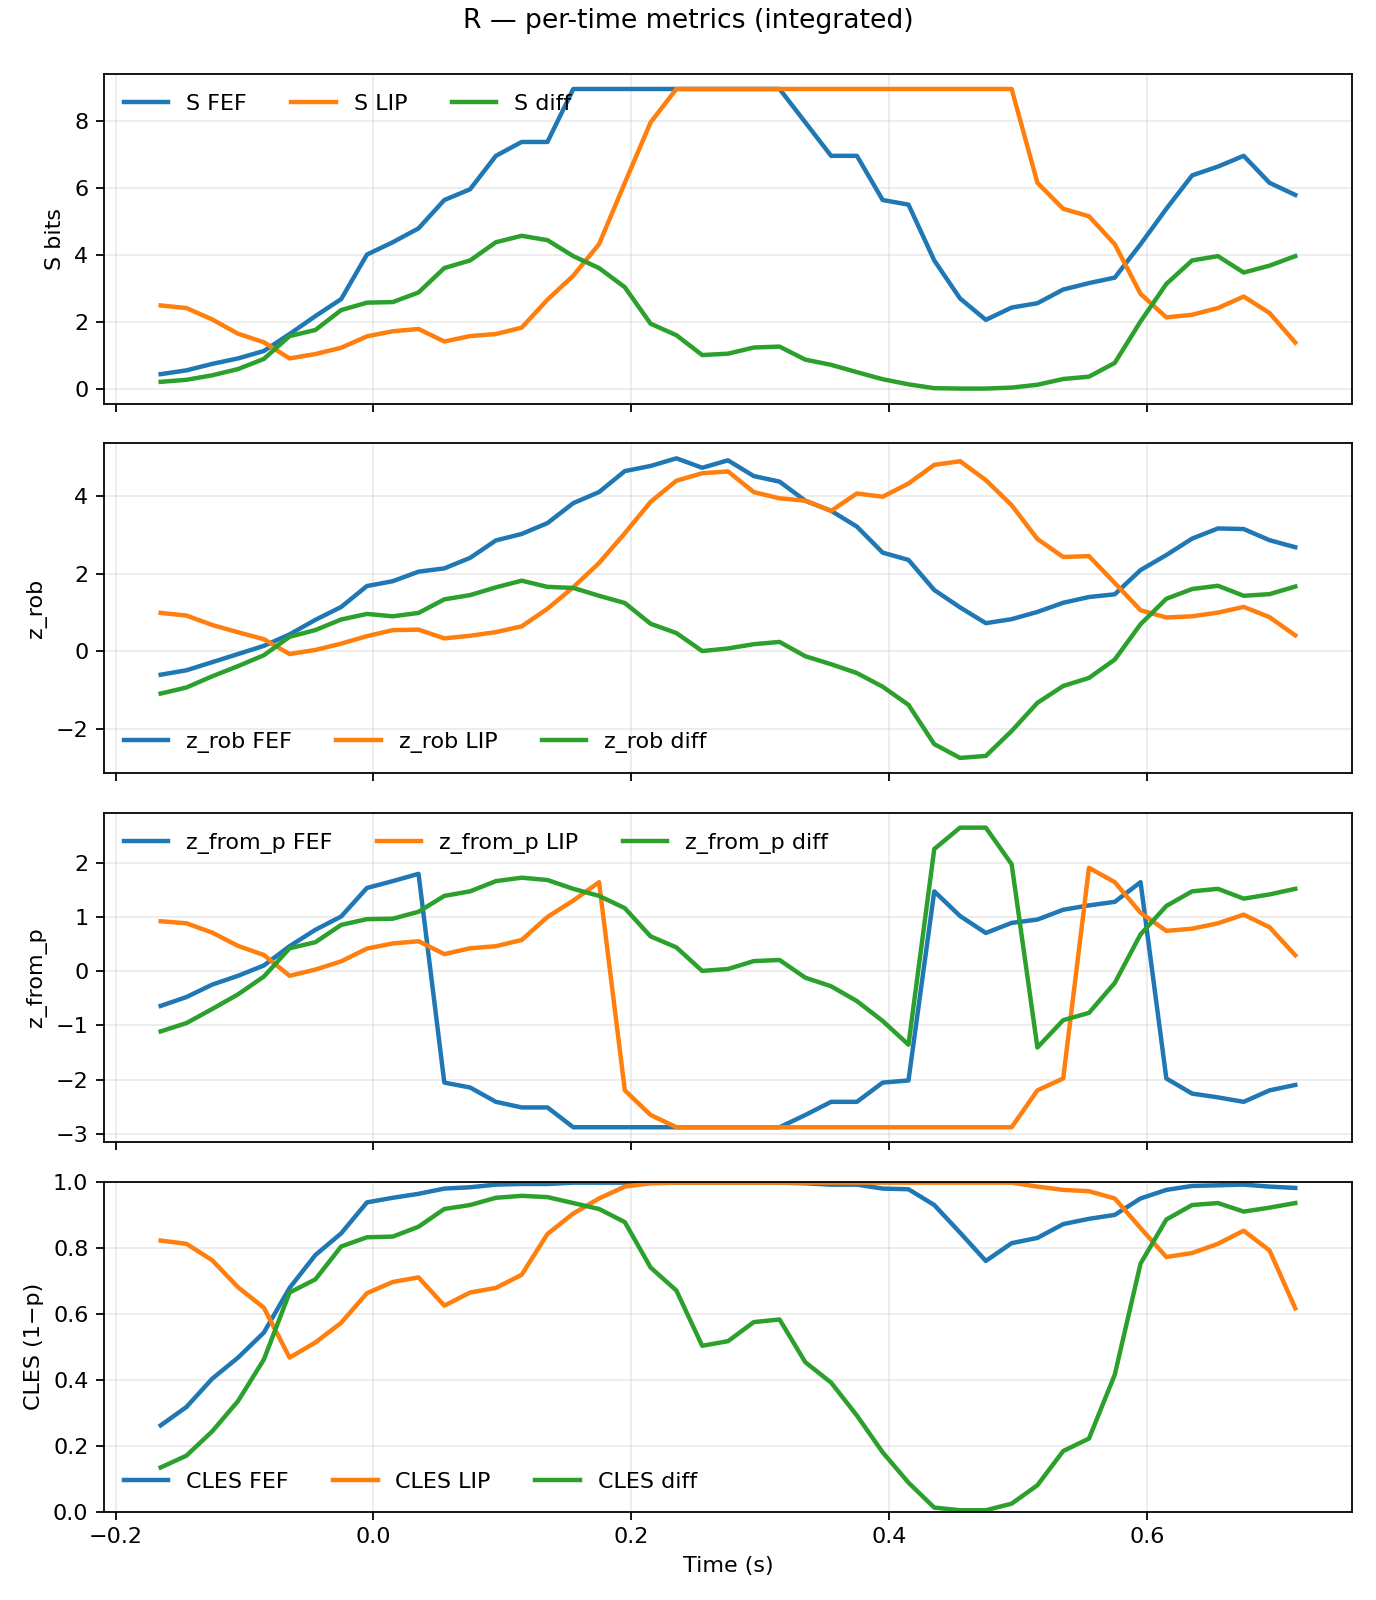 R — per-time metrics (integrated)
S FEF S LIP S diff
8
6
4
2
0
S bits
4
2
0
−2
z_rob
z_rob FEF z_rob LIP z_rob diff
z_from_p FEF z_from_p LIP z_from_p diff
2
1
0
−1
−2
−3
z_from_p
1.0
0.8
0.6
0.4
0.2
0.0
CLES (1−p)
CLES FEF CLES LIP CLES diff
−0.2 0.0 0.2 0.4 0.6
Time (s)